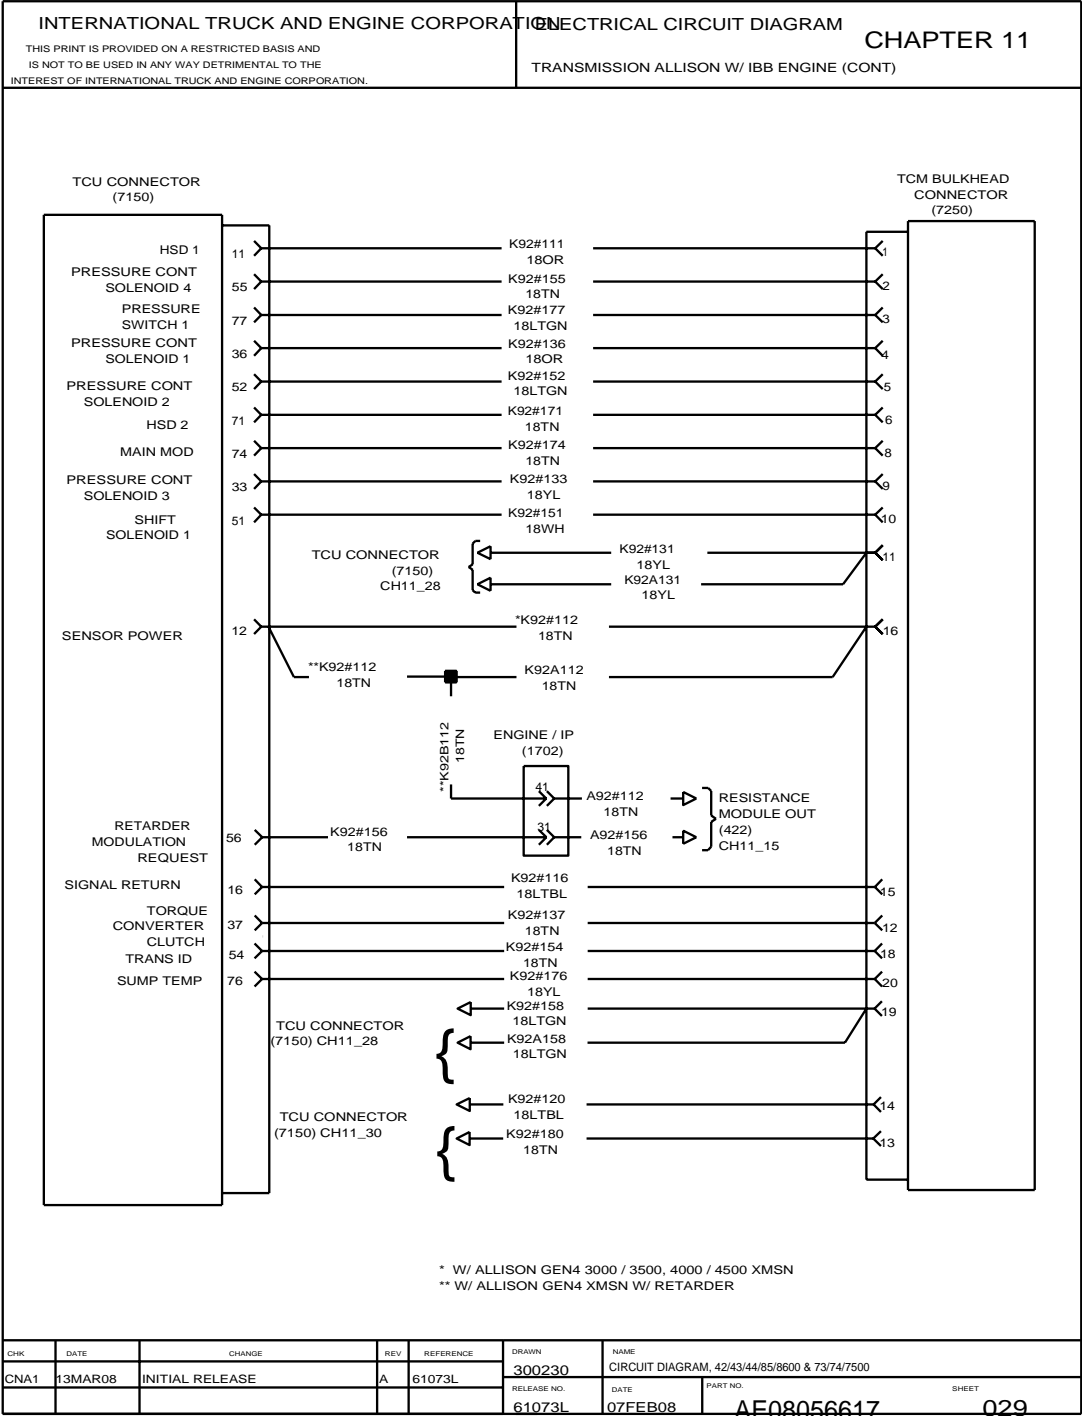 INTERNATIONAL TRUCK AND ENGINE CORPORATION
THIS PRINT IS PROVIDED ON A RESTRICTED BASIS AND
IS NOT TO BE USED IN ANY WAY DETRIMENTAL TO THE
INTEREST OF INTERNATIONAL TRUCK AND ENGINE CORPORATION.
ELECTRICAL CIRCUIT DIAGRAM
CHAPTER 11
TRANSMISSION ALLISON W/ IBB ENGINE (CONT)
TCU CONNECTOR
(7150)
TCM BULKHEAD
CONNECTOR
(7250)
HSD 1 11 K92#111 1
18OR
PRESSURE CONT
SOLENOID 4 55 K92#155 2
18TN
PRESSURE
SWITCH 1 77 K92#177 3
18LTGN
PRESSURE CONT
SOLENOID 1 36 K92#136 4
18OR
PRESSURE CONT
SOLENOID 2 52 K92#152 5
18LTGN
HSD 2 71 K92#171 6
18TN
MAIN MOD 74 K92#174 8
18TN
PRESSURE CONT
SOLENOID 3 33 K92#133 9
18YL
SHIFT
SOLENOID 1 51 K92#151 10
18WH
TCU CONNECTOR
(7150)
CH11_28
K92#131 11
18YL
K92A131
18YL
SENSOR POWER 12 *K92#112 16
18TN
**K92#112
18TN
K92A112
18TN
**K92B112
18TN
ENGINE / IP
(1702)
41 A92#112
18TN
RESISTANCE
MODULE OUT
(422)
CH11_15
RETARDER
MODULATION
REQUEST
56 K92#156
18TN
31 A92#156
18TN
SIGNAL RETURN 16 K92#116 15
18LTBL
TORQUE
CONVERTER
CLUTCH
37 K92#137 12
18TN
TRANS ID 54 K92#154 18
18TN
SUMP TEMP 76 K92#176 20
18YL
TCU CONNECTOR
(7150) CH11_28
K92#158 19
18LTGN
K92A158
18LTGN
TCU CONNECTOR
(7150) CH11_30
K92#120 14
18LTBL
K92#180 13
18TN
* W/ ALLISON GEN4 3000 / 3500, 4000 / 4500 XMSN
** W/ ALLISON GEN4 XMSN W/ RETARDER
CHK DATE CHANGE REV REFERENCE
CNA1 13MAR08 INITIAL RELEASE A 61073L
DRAWN
300230
NAME
CIRCUIT DIAGRAM, 42/43/44/85/8600 & 73/74/7500
RELEASE NO.
61073L
DATE
07FEB08
PART NO.
AE08056617
SHEET
029